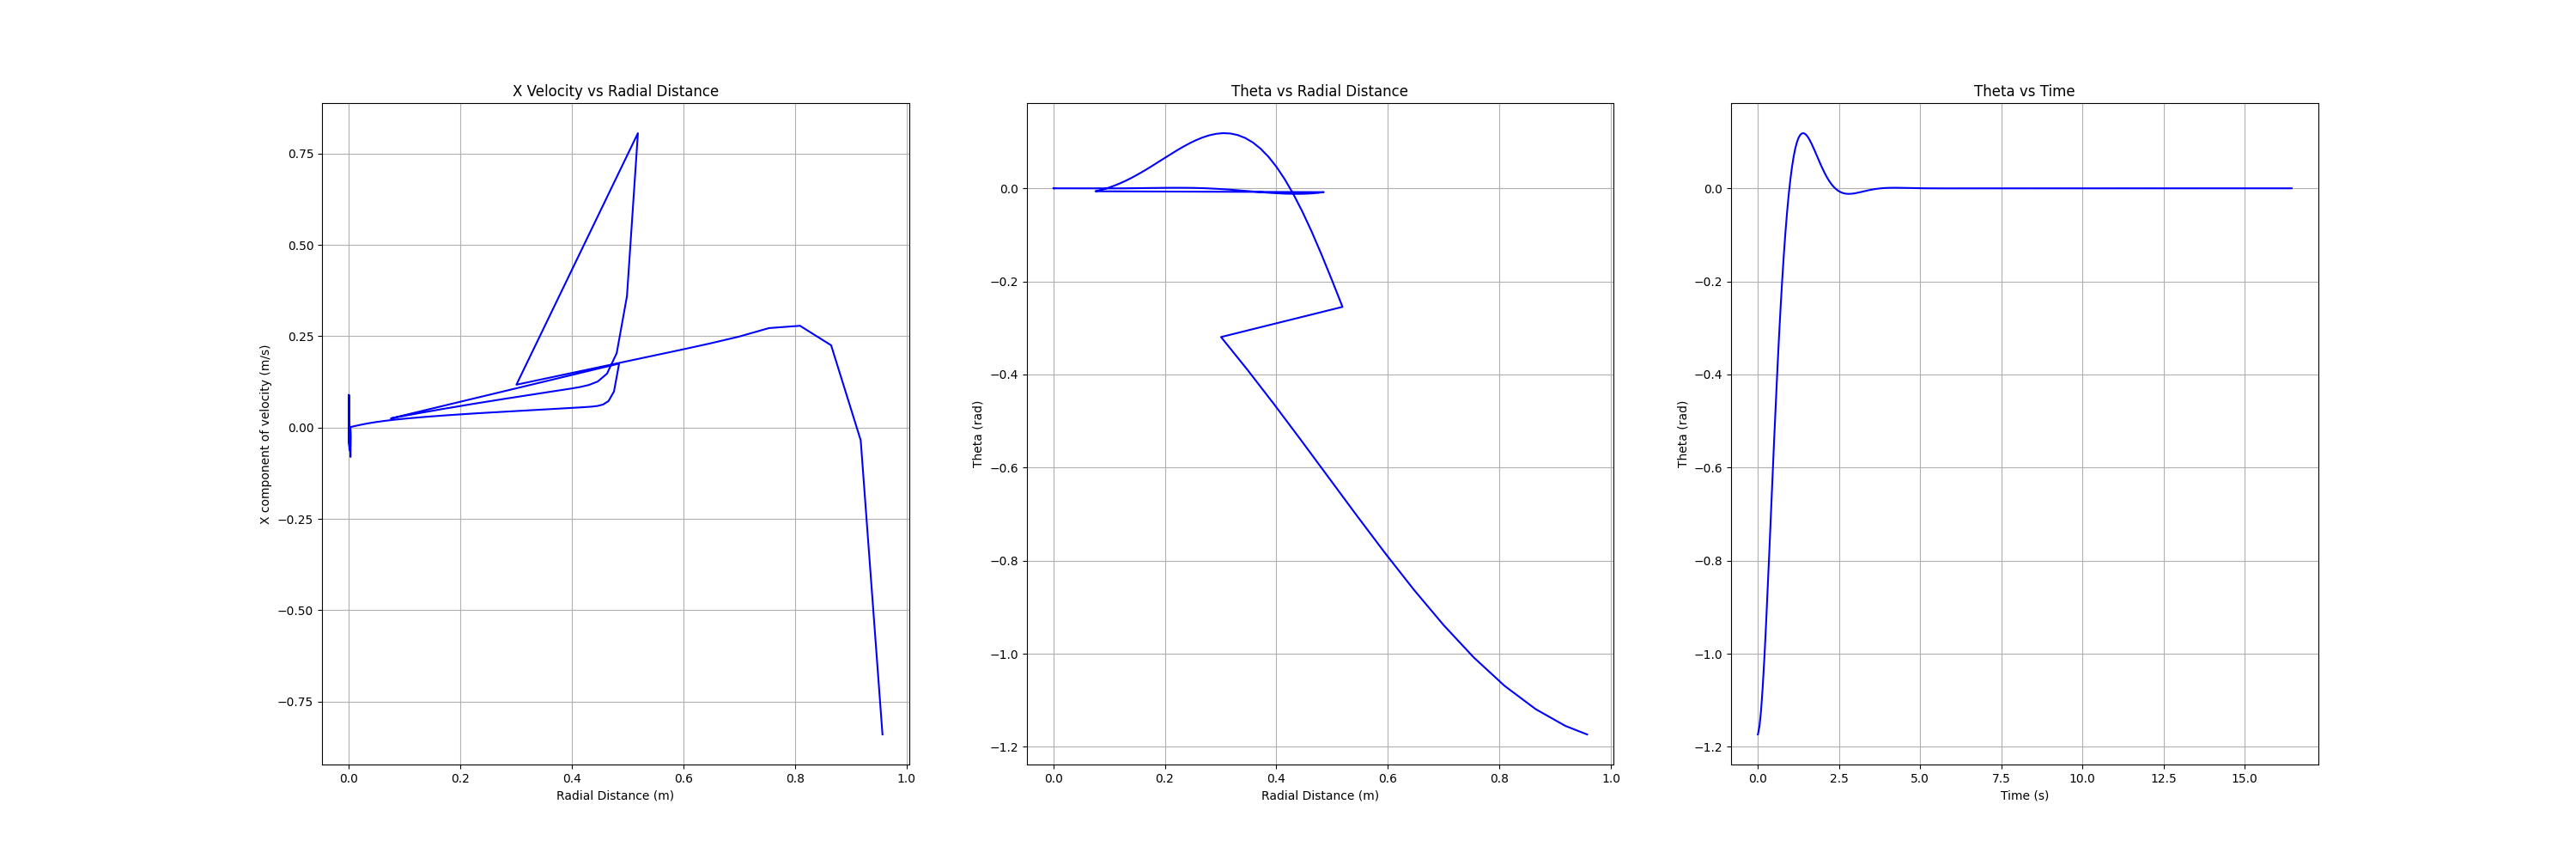 X Velocity vs Radial Distance
0.75
0.50
0.25
0.00
−0.25
−0.50
−0.75
X component of velocity (m/s)
0.0 0.2 0.4 0.6 0.8 1.0
Radial Distance (m)
Theta vs Radial Distance
0.0
−0.2
−0.4
−0.6
−0.8
−1.0
−1.2
Theta (rad)
0.0 0.2 0.4 0.6 0.8 1.0
Radial Distance (m)
Theta vs Time
0.0
−0.2
−0.4
−0.6
−0.8
−1.0
−1.2
Theta (rad)
0.0 2.5 5.0 7.5 10.0 12.5 15.0
Time (s)